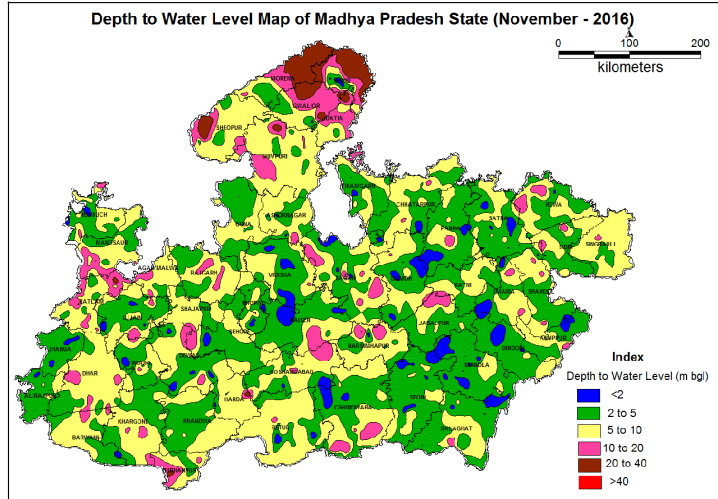 Depth to Water Level Map of Madhya Pradesh State (November - 2016)
0 100 200
kilometers
MORENA
GWALIOR
DATIA
SHEOPUR
SHIVPURI
TIKAMGARH
CHHATARPUR
REWA
SATNA
PANNA
SIDHI
SINGRAULI
ASHOKNAGAR
GUNA
NEEMUCH
MANDSAUR
AGAR MALWA
RAJGARH
VIDISHA
SAGAR
DAMOH
KATNI
UMARIA
SHAHDOL
RATLAM
UJJAIN
SHAJAPUR
BHOPAL
RAISEN
JABALPUR
ANUPPUR
JHABUA
INDORE
DEWAS
SEHORE
NARSIMHAPUR
DINDORI
MANDLA
DHAR
HOSHANGABAD
ALIRAJPUR
HARDA
CHHINDWARA
SEONI
KHARGONE
KHANDWA
BETUL
BALAGHAT
BARWANI
BURHANPUR
Index
Depth to Water Level (m bgl)
<2
2 to 5
5 to 10
10 to 20
20 to 40
>40